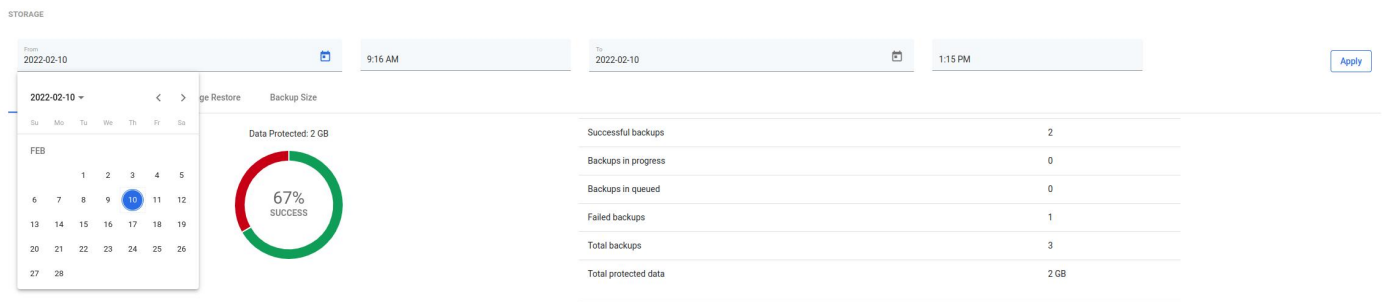 STORAGE
From
2022-02-10
9:16 AM
To
2022-02-10
1:15 PM
Apply
2022-02-10
ge Restore
Backup Size
Su Mo Tu We Th Fr Sa
FEB
1 2 3 4 5
6 7 8 9 10 11 12
13 14 15 16 17 18 19
20 21 22 23 24 25 26
27 28
Data Protected: 2 GB
67%
SUCCESS
Successful backups 2
Backups in progress 0
Backups in queued 0
Failed backups 1
Total backups 3
Total protected data 2 GB